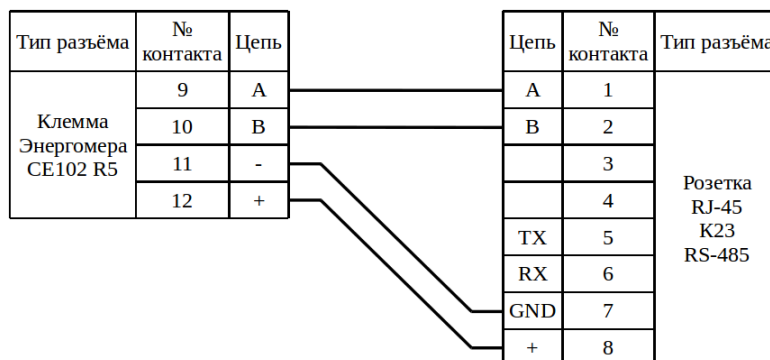 Тип разъёма № контакта Цепь
Клемма Энергомера CE102 R5
9 A
10 B
11 -
12 +
Цепь № контакта Тип разъёма
A 1
B 2
3
4
TX 5
RX 6
GND 7
+ 8
Розетка RJ-45 К23 RS-485